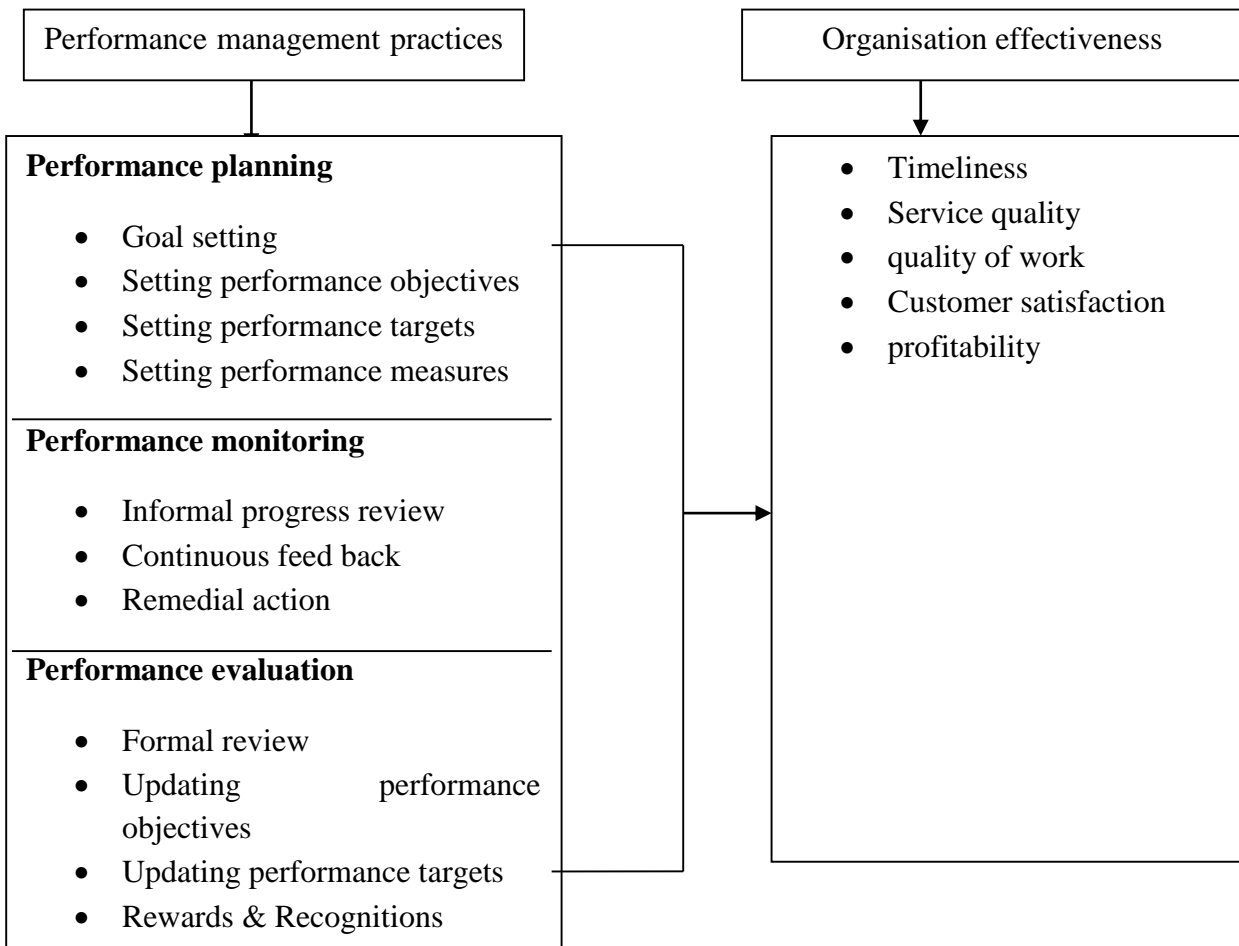 Performance management practices
Organisation effectiveness
Performance planning
• Goal setting
• Setting performance objectives
• Setting performance targets
• Setting performance measures
Performance monitoring
• Informal progress review
• Continuous feed back
• Remedial action
Performance evaluation
• Formal review
• Updating performance
objectives
• Updating performance targets
• Rewards & Recognitions
• Timeliness
• Service quality
• quality of work
• Customer satisfaction
• profitability